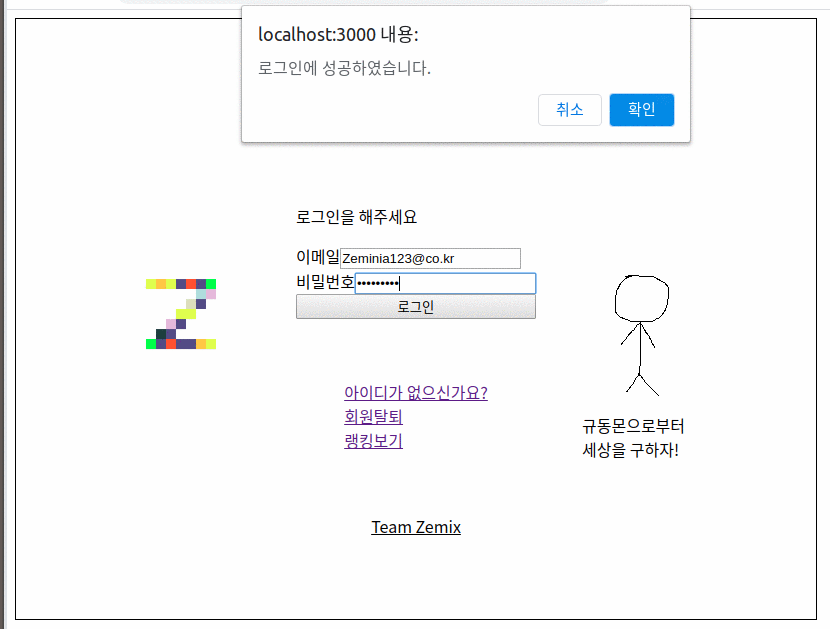 localhost:3000 내용:
로그인에 성공하였습니다.
취소 확인
로그인을 해주세요
이메일 Zeminia123@co.kr
비밀번호 •••••••••
로그인
아이디가 없으신가요?
회원탈퇴
랭킹보기
규동몬으로부터
세상을 구하자!
Team Zemix